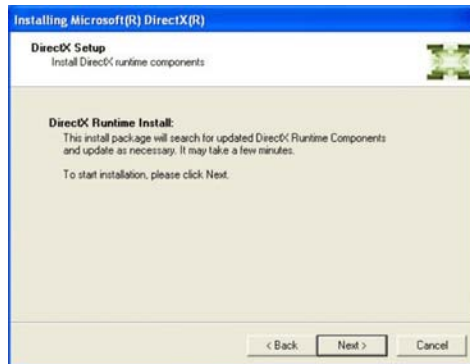 Installing Microsoft(R) DirectX(R)
DirectX Setup
Install DirectX runtime components
DirectX Runtime Install:
This install package will search for updated DirectX Runtime Components
and update as necessary. It may take a few minutes.
To start installation, please click Next.
< Back Next > Cancel